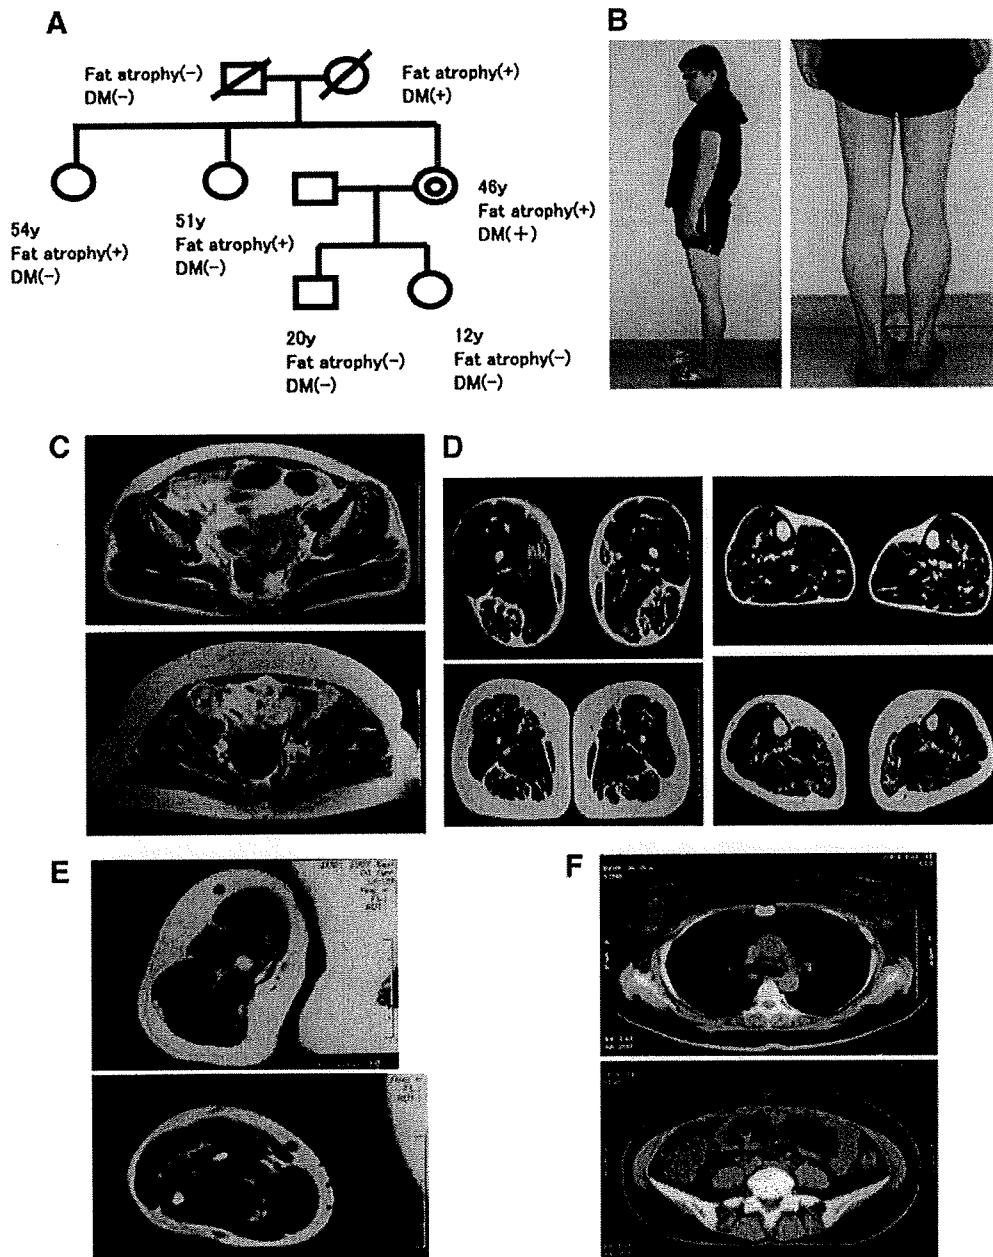 A
Fat atrophy(-)
DM(-)
Fat atrophy(+)
DM(+)
54y
Fat atrophy(+)
DM(-)
51y
Fat atrophy(+)
DM(-)
46y
Fat atrophy(+)
DM(+)
20y
Fat atrophy(-)
DM(-)
12y
Fat atrophy(-)
DM(-)
B
C
D
E
F